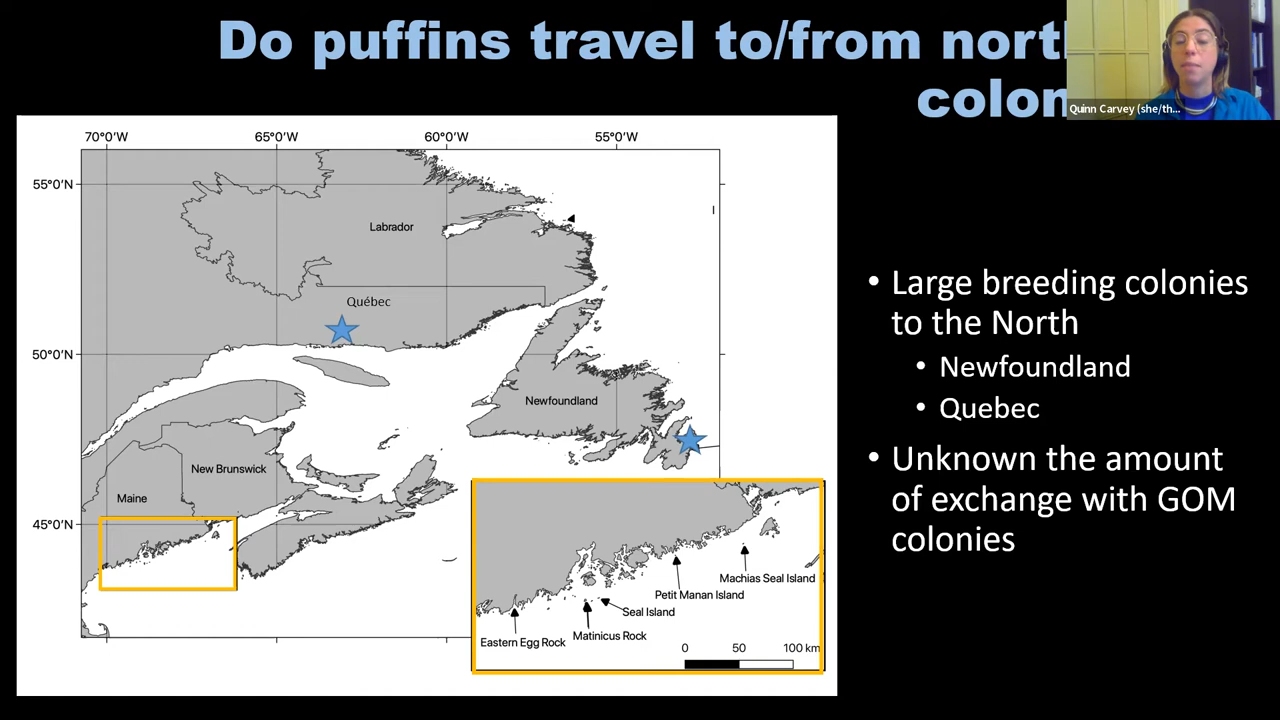 Do puffins travel to/from north
colon
Quinn Carvey (she/th...
70°0'W 65°0'W 60°0'W 55°0'W
55°0'N
Labrador
Québec
50°0'N
Newfoundland
New Brunswick
Maine
45°0'N
Machias Seal Island
Petit Manan Island
Seal Island
Matinicus Rock
Eastern Egg Rock
0 50 100 km
• Large breeding colonies
to the North
• Newfoundland
• Quebec
• Unknown the amount
of exchange with GOM
colonies